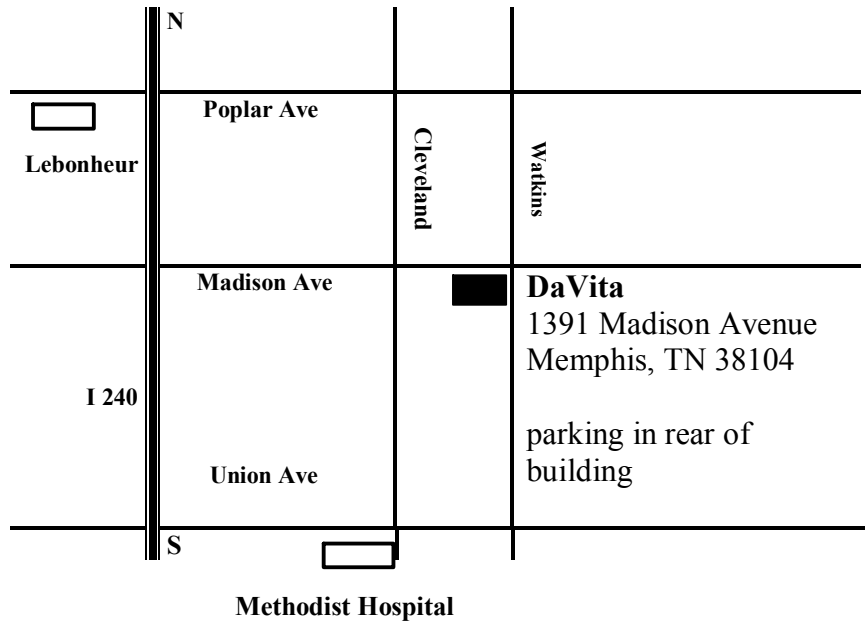 N
Poplar Ave
Lebonheur
Cleveland
Watkins
Madison Ave
DaVita
1391 Madison Avenue
Memphis, TN 38104
I 240
parking in rear of
building
Union Ave
S
Methodist Hospital